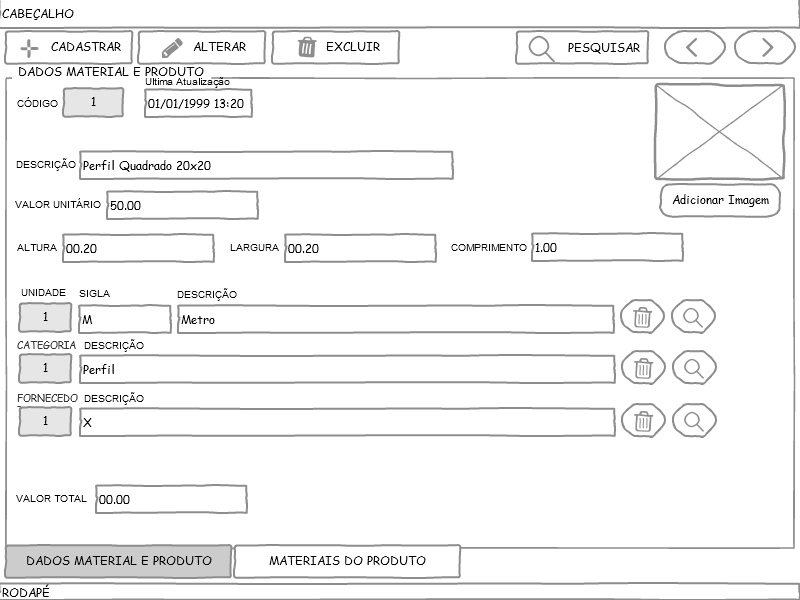 CABEÇALHO
CADASTRAR ALTERAR EXCLUIR PESQUISAR
DADOS MATERIAL E PRODUTO
Ultima Atualização
CÓDIGO 1 01/01/1999 13:20
DESCRIÇÃO Perfil Quadrado 20x20
Adicionar Imagem
VALOR UNITÁRIO 50.00
ALTURA 00.20 LARGURA 00.20 COMPRIMENTO 1.00
UNIDADE SIGLA DESCRIÇÃO
1 M Metro
CATEGORIA DESCRIÇÃO
1 Perfil
FORNECEDO DESCRIÇÃO
1 X
VALOR TOTAL 00.00
DADOS MATERIAL E PRODUTO MATERIAIS DO PRODUTO
RODAPÉ